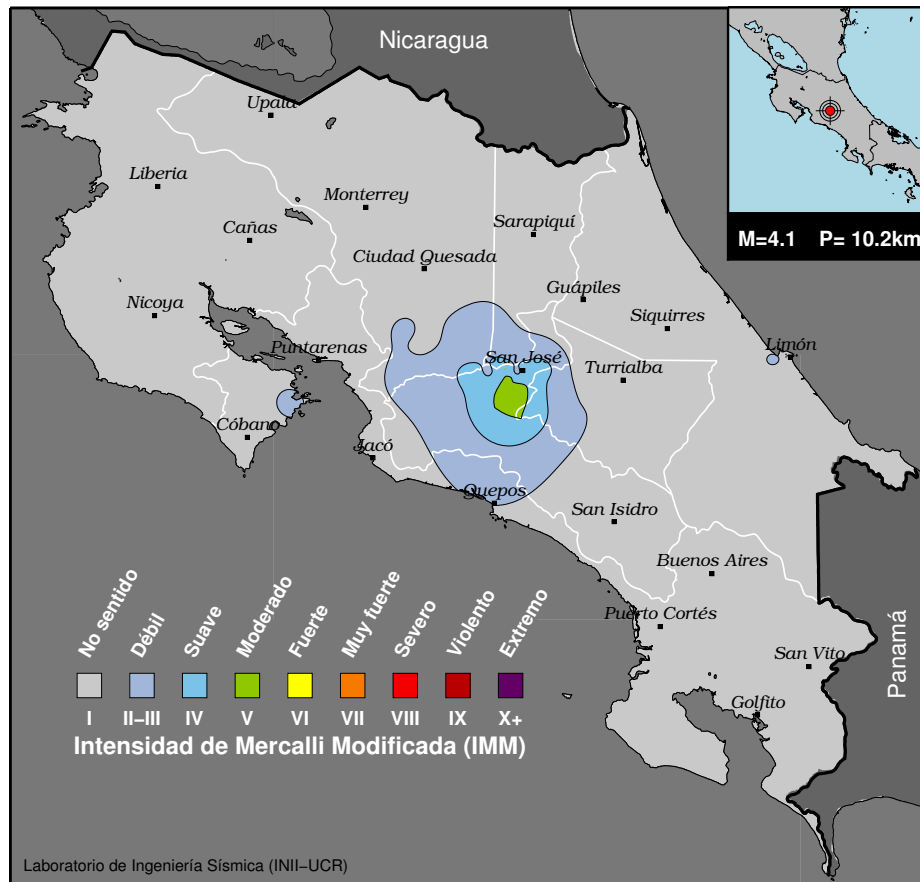 Nicaragua
Upala
Liberia
Monterrey
Cañas
Sarapiquí
M=4.1 P= 10.2km
Ciudad Quesada
Guápiles
Nicoya
Siquirres
Puntarenas
San José
Limón
Turrialba
Cóbano
Jacó
Quepos
San Isidro
Buenos Aires
Puerto Cortés
San Vito
Golfito
Panamá
No sentido
Débil
Suave
Moderado
Fuerte
Muy fuerte
Severo
Violento
Extremo
I II–III IV V VI VII VIII IX X+
Intensidad de Mercalli Modificada (IMM)
Laboratorio de Ingeniería Sísmica (INII–UCR)